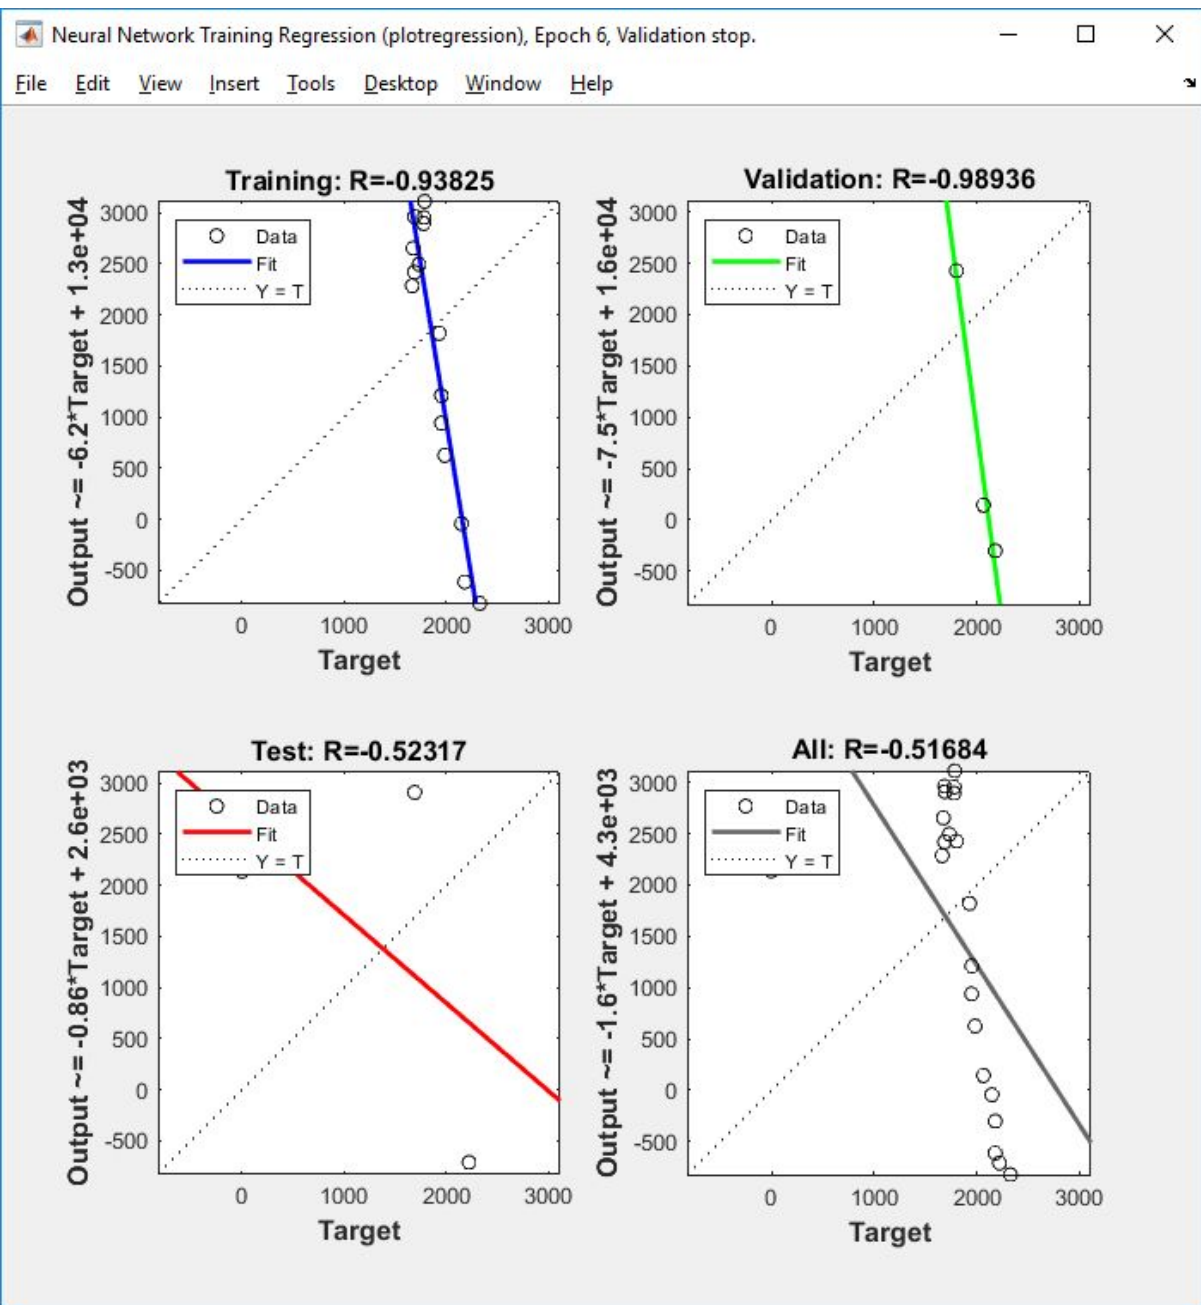 Neural Network Training Regression (plotregression), Epoch 6, Validation stop.
File Edit View Insert Tools Desktop Window Help
Training: R=-0.93825
Output ~= -6.2*Target + 1.3e+04
3000
2500
2000
1500
1000
500
0
-500
Data
Fit
Y = T
0 1000 2000 3000
Target
Validation: R=-0.98936
Output ~= -7.5*Target + 1.6e+04
3000
2500
2000
1500
1000
500
0
-500
Data
Fit
Y = T
0 1000 2000 3000
Target
Test: R=-0.52317
Output ~= -0.86*Target + 2.6e+03
3000
2500
2000
1500
1000
500
0
-500
Data
Fit
Y = T
0 1000 2000 3000
Target
All: R=-0.51684
Output ~= -1.6*Target + 4.3e+03
3000
2500
2000
1500
1000
500
0
-500
Data
Fit
Y = T
0 1000 2000 3000
Target